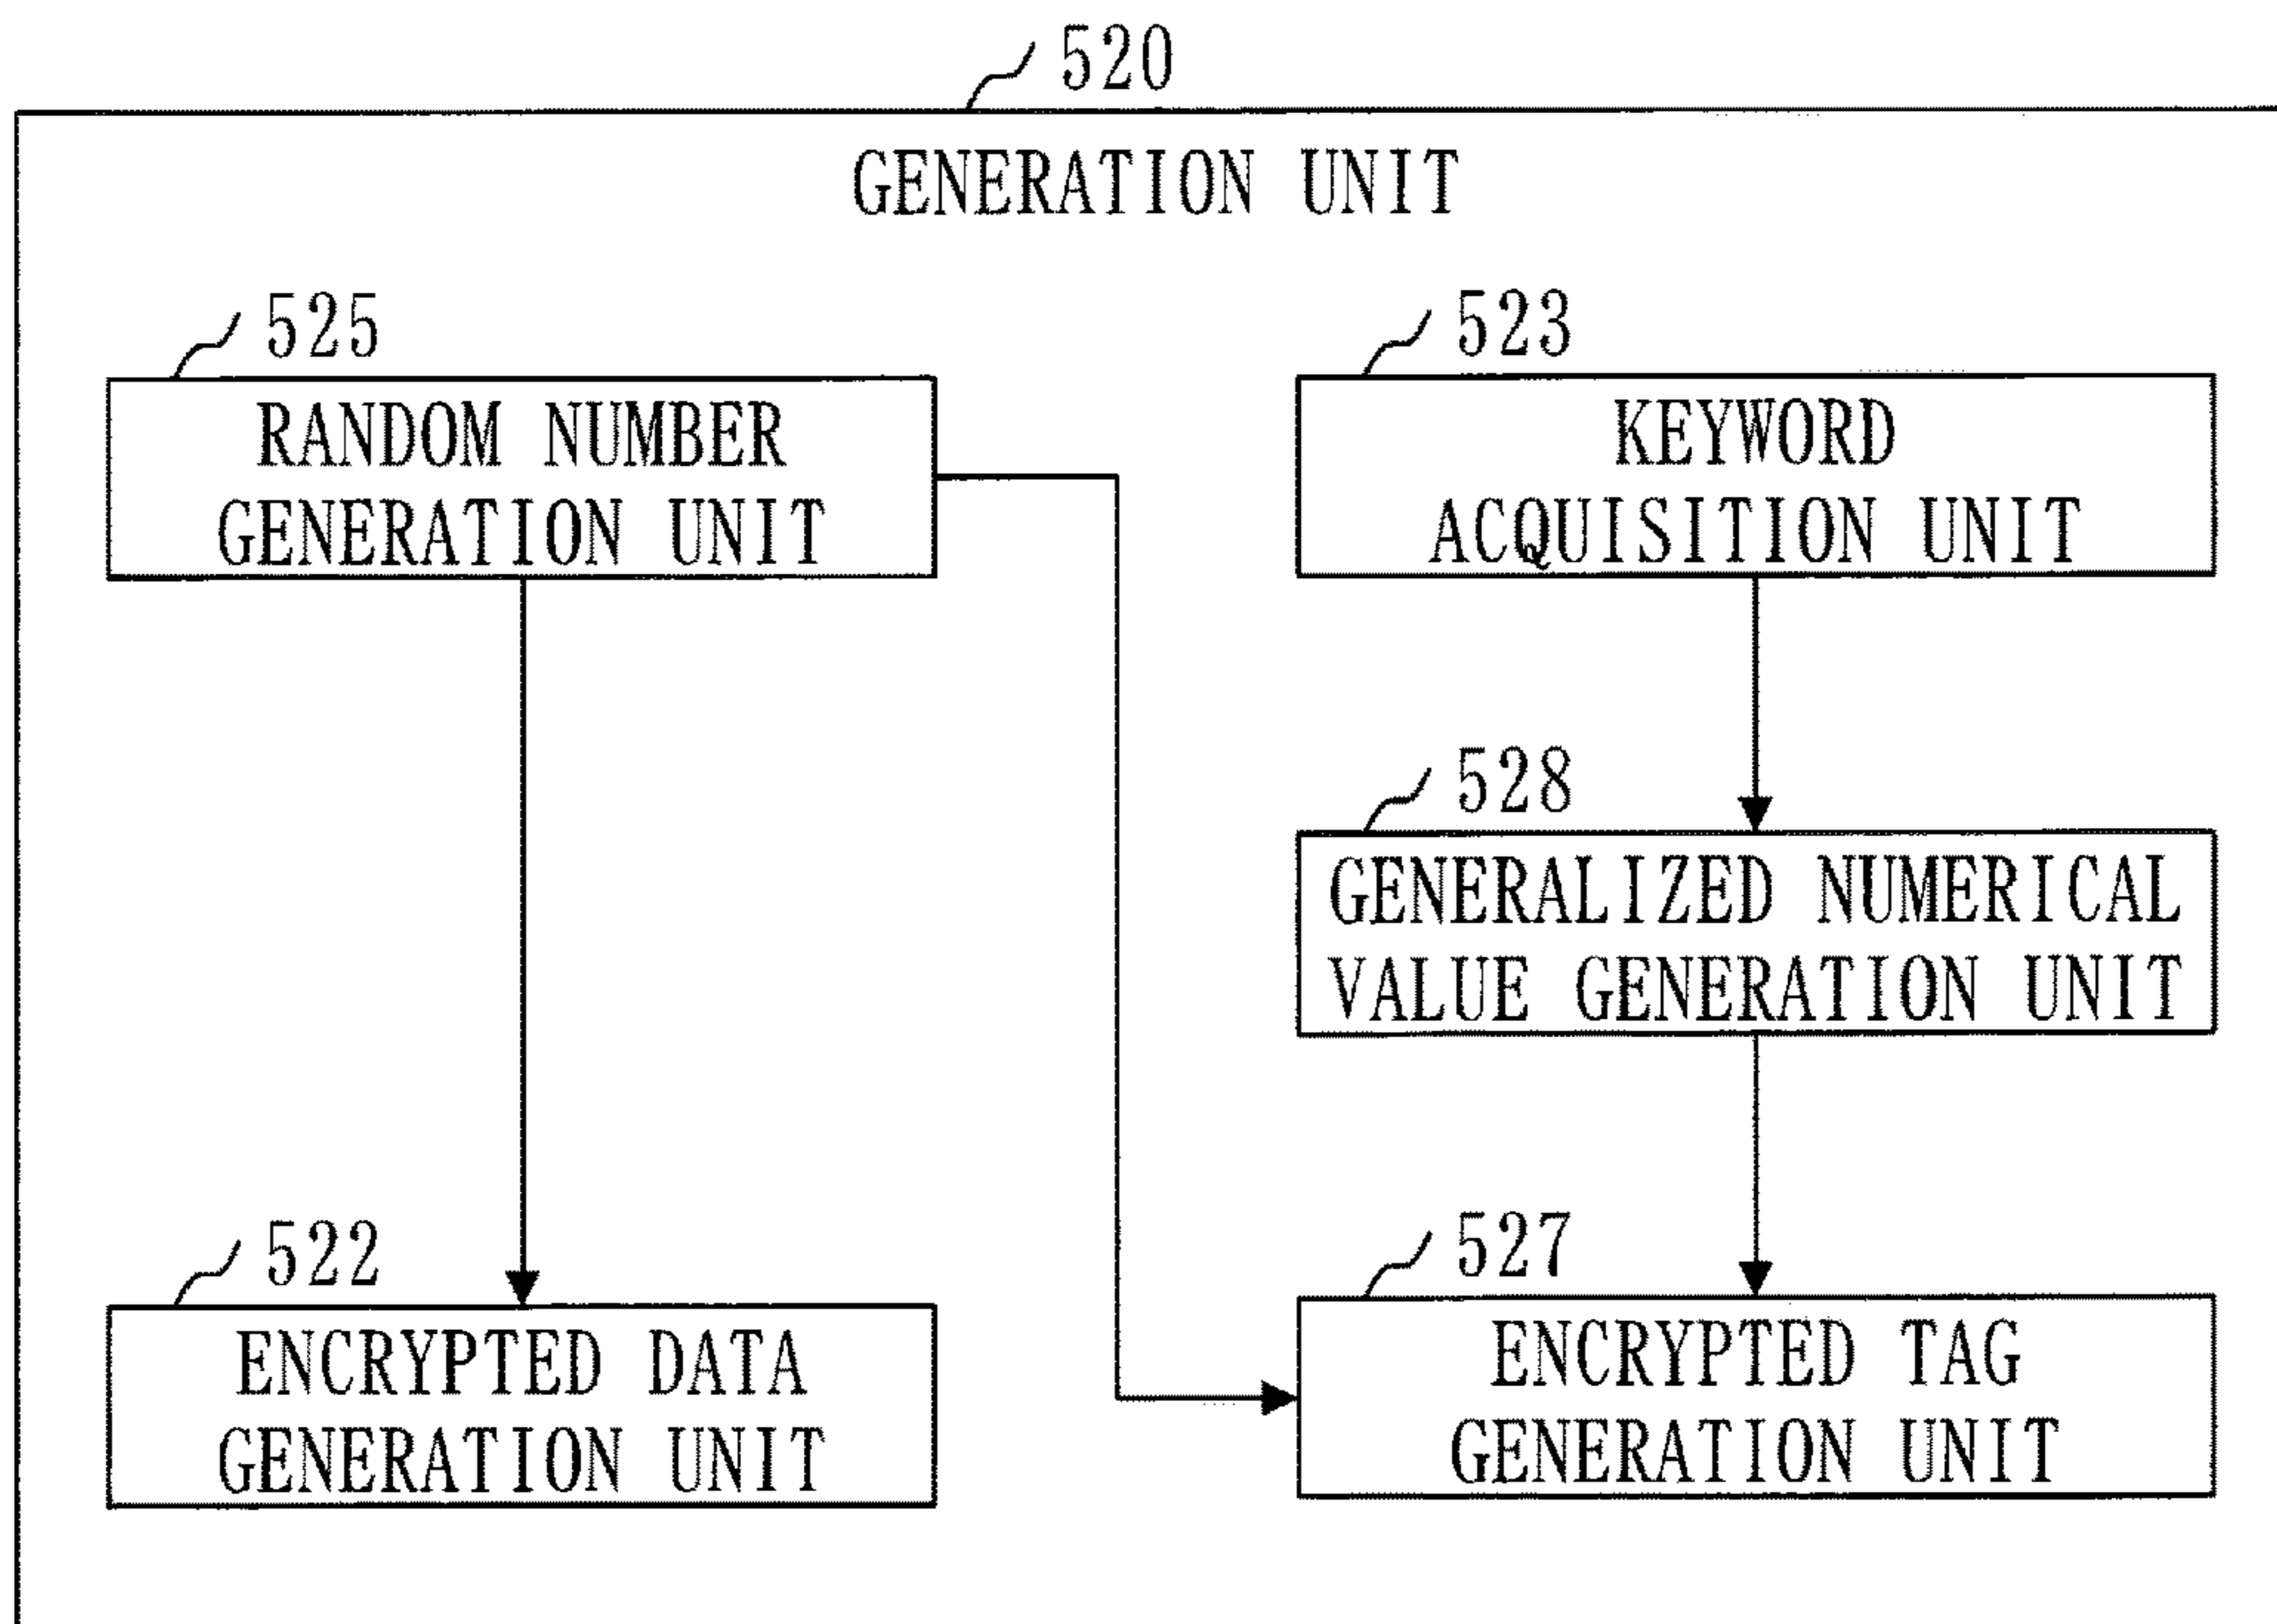 520
GENERATION UNIT
525
RANDOM NUMBER
GENERATION UNIT
523
KEYWORD
ACQUISITION UNIT
528
GENERALIZED NUMERICAL
VALUE GENERATION UNIT
522
ENCRYPTED DATA
GENERATION UNIT
527
ENCRYPTED TAG
GENERATION UNIT